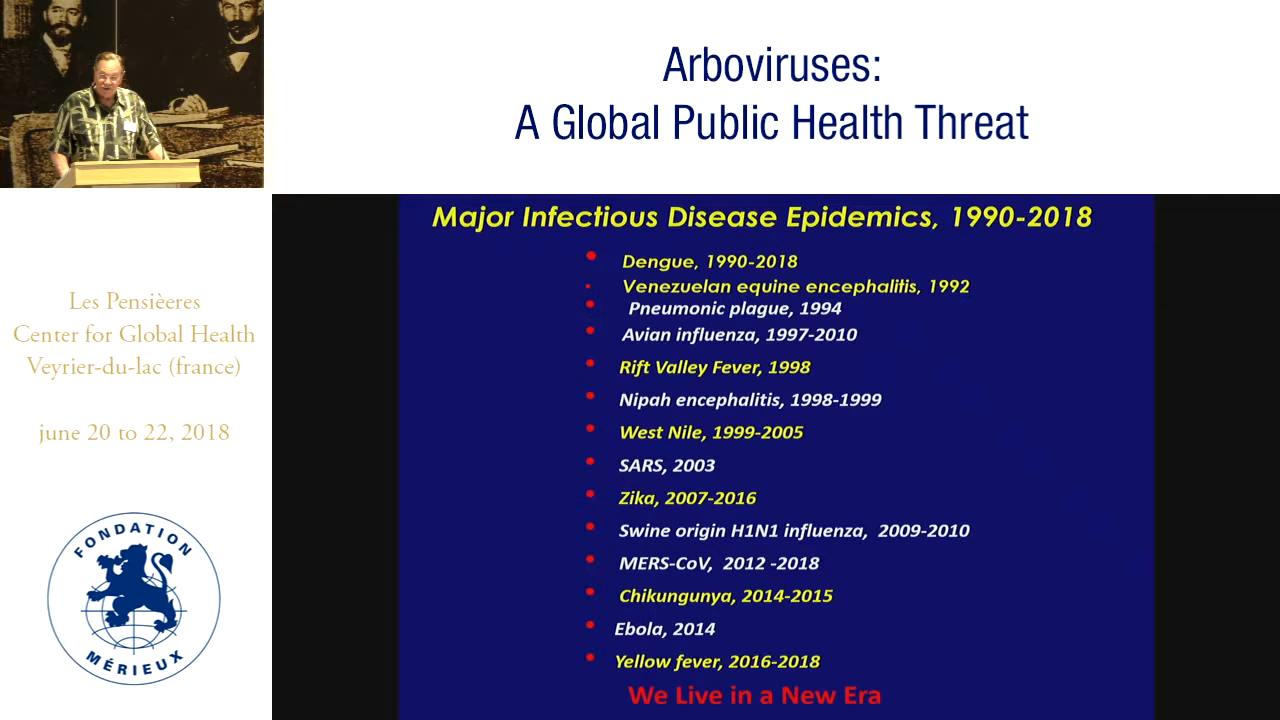 Arboviruses:
A Global Public Health Threat
Les Pensièeres
Center for Global Health
Veyrier-du-lac (france)
june 20 to 22, 2018
FONDATION
MÉRIEUX
Major Infectious Disease Epidemics, 1990-2018
• Dengue, 1990-2018
• Venezuelan equine encephalitis, 1992
• Pneumonic plague, 1994
• Avian influenza, 1997-2010
• Rift Valley Fever, 1998
• Nipah encephalitis, 1998-1999
• West Nile, 1999-2005
• SARS, 2003
• Zika, 2007-2016
• Swine origin H1N1 influenza, 2009-2010
• MERS-CoV, 2012 -2018
• Chikungunya, 2014-2015
• Ebola, 2014
• Yellow fever, 2016-2018
We Live in a New Era